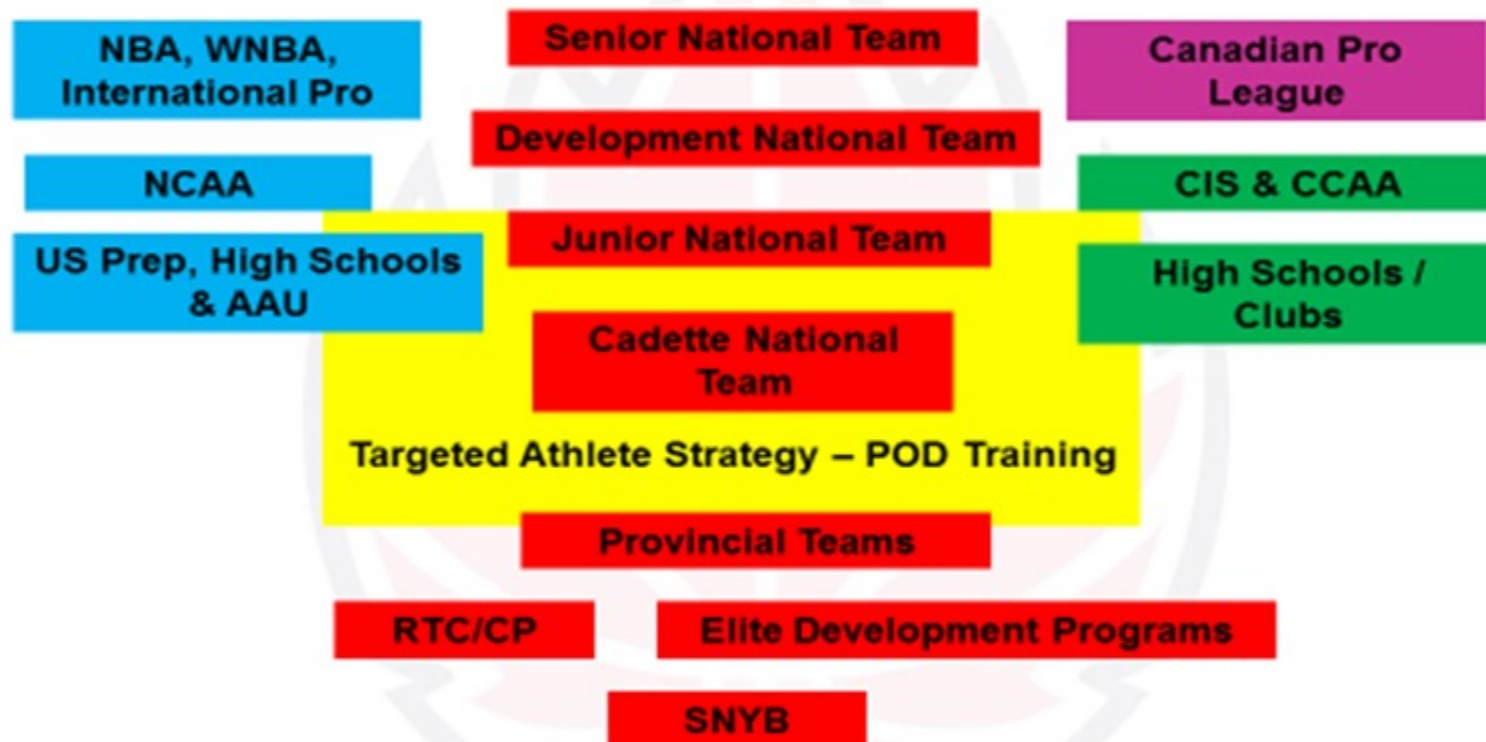 NBA, WNBA,
International Pro
Senior National Team
Canadian Pro
League
Development National Team
NCAA
CIS & CCAA
Junior National Team
US Prep, High Schools
& AAU
High Schools /
Clubs
Cadette National
Team
Targeted Athlete Strategy – POD Training
Provincial Teams
RTC/CP
Elite Development Programs
SNYB